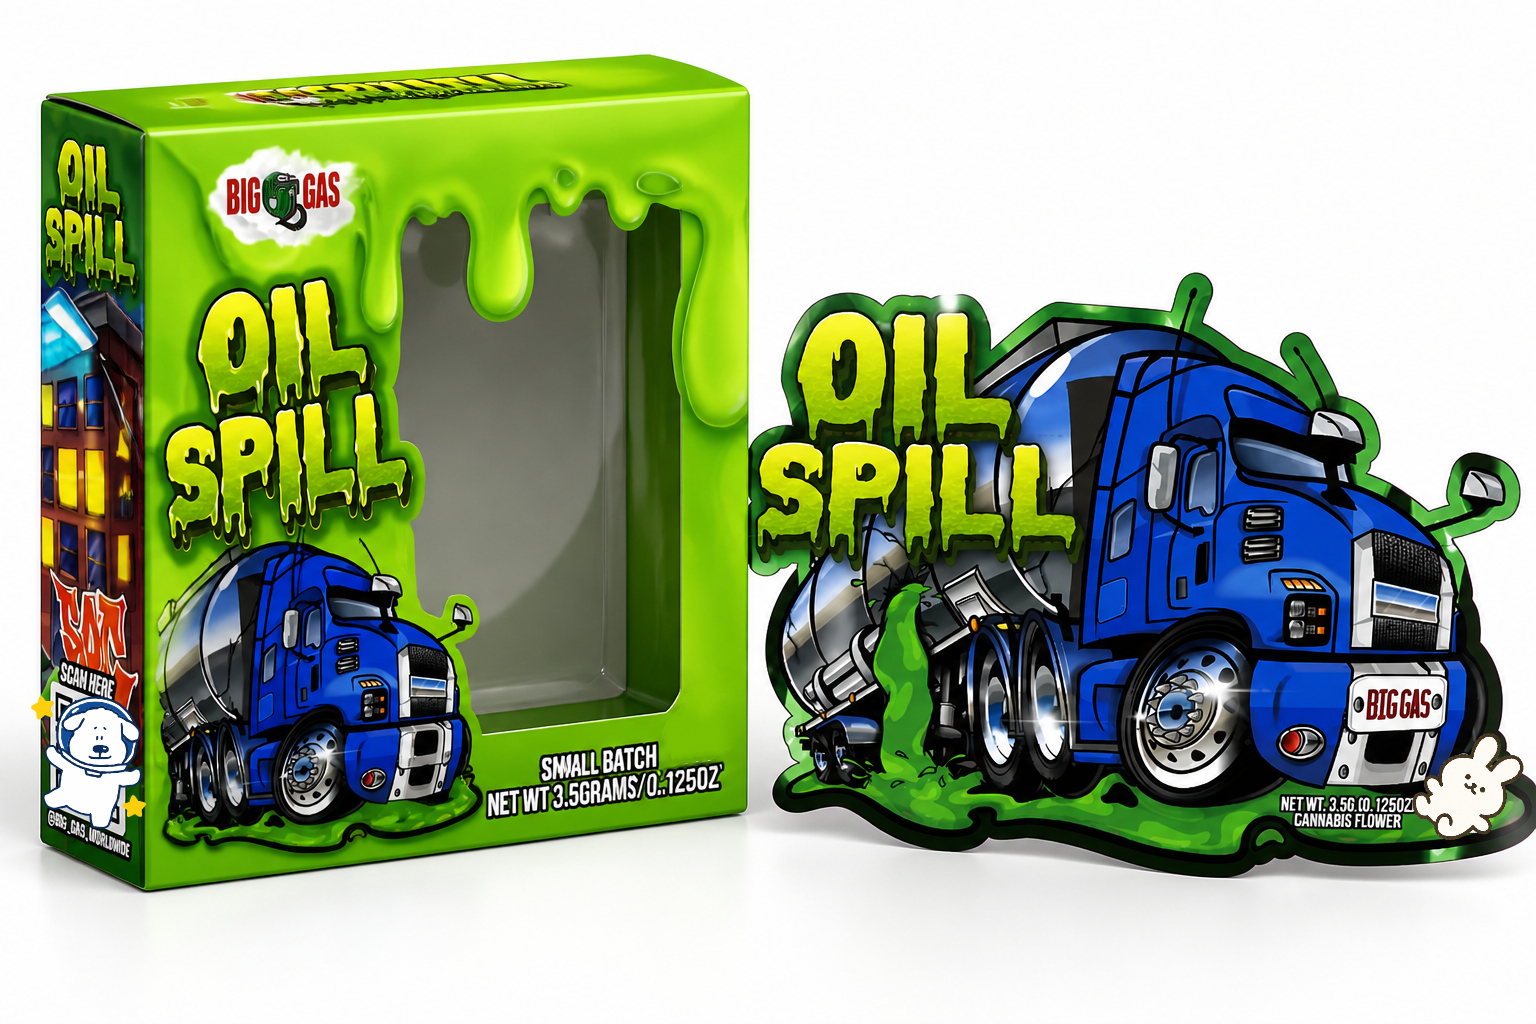 OIL
SPILL
SCAN HERE
BIG GAS
OIL
SPILL
SMALL BATCH
NET WT 3.5GRAMS/0..125OZ
OIL
SPILL
BIG GAS
NET WT. 3.5G.(0.125OZ
CANNABIS FLOWER